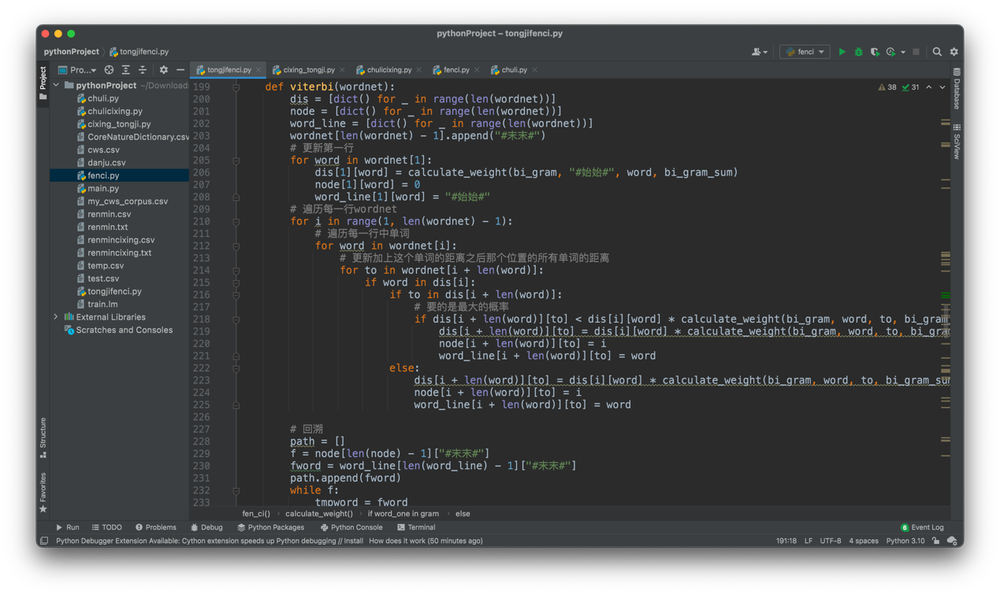 pythonProject – tongjifenci.py
pythonProject tongjifenci.py
fenci
Pro...
tongjifenci.py cixing_tongji.py chulicixing.py fenci.py chuli.py
Project
pythonProject ~/Download
chuli.py
chulicixing.py
cixing_tongji.py
CoreNatureDictionary.csv
cws.csv
danju.csv
fenci.py
main.py
my_cws_corpus.csv
renmin.csv
renmin.txt
renmincixing.csv
renmincixing.txt
temp.csv
test.csv
tongjifenci.py
train.lm
External Libraries
Scratches and Consoles
Structure
Favorites
38 31
199 def viterbi(wordnet):
200 dis = [dict() for _ in range(len(wordnet))]
201 node = [dict() for _ in range(len(wordnet))]
202 word_line = [dict() for _ in range(len(wordnet))]
203 wordnet[len(wordnet) - 1].append("#末末#")
204 # 更新第一行
205 for word in wordnet[1]:
206 dis[1][word] = calculate_weight(bi_gram, "#始始#", word, bi_gram_sum)
207 node[1][word] = 0
208 word_line[1][word] = "#始始#"
209 # 遍历每一行wordnet
210 for i in range(1, len(wordnet) - 1):
211 # 遍历每一行中单词
212 for word in wordnet[i]:
213 # 更新加上这个单词的距离之后那个位置的所有单词的距离
214 for to in wordnet[i + len(word)]:
215 if word in dis[i]:
216 if to in dis[i + len(word)]:
217 # 要的是最大的概率
218 if dis[i + len(word)][to] < dis[i][word] * calculate_weight(bi_gram, word, to, bi_gram
219 dis[i + len(word)][to] = dis[i][word] * calculate_weight(bi_gram, word, to, bi_gra
220 node[i + len(word)][to] = i
221 word_line[i + len(word)][to] = word
222 else:
223 dis[i + len(word)][to] = dis[i][word] * calculate_weight(bi_gram, word, to, bi_gram_sum
224 node[i + len(word)][to] = i
225 word_line[i + len(word)][to] = word
226
227 # 回溯
228 path = []
229 f = node[len(node) - 1]["#末末#"]
230 fword = word_line[len(word_line) - 1]["#末末#"]
231 path.append(fword)
232 while f:
233 tmpword = fword
Database
SciView
fen_ci() calculate_weight() if word_one in gram else
Run TODO Problems Debug Python Packages Python Console Terminal 6 Event Log
Python Debugger Extension Available: Cython extension speeds up Python debugging // Install How does it work (50 minutes ago) 191:18 LF UTF-8 4 spaces Python 3.10